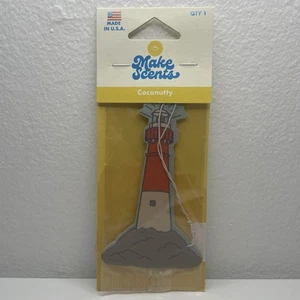 MADE
IN U.S.A.
QTY 1
Make
Scents
Coconutty